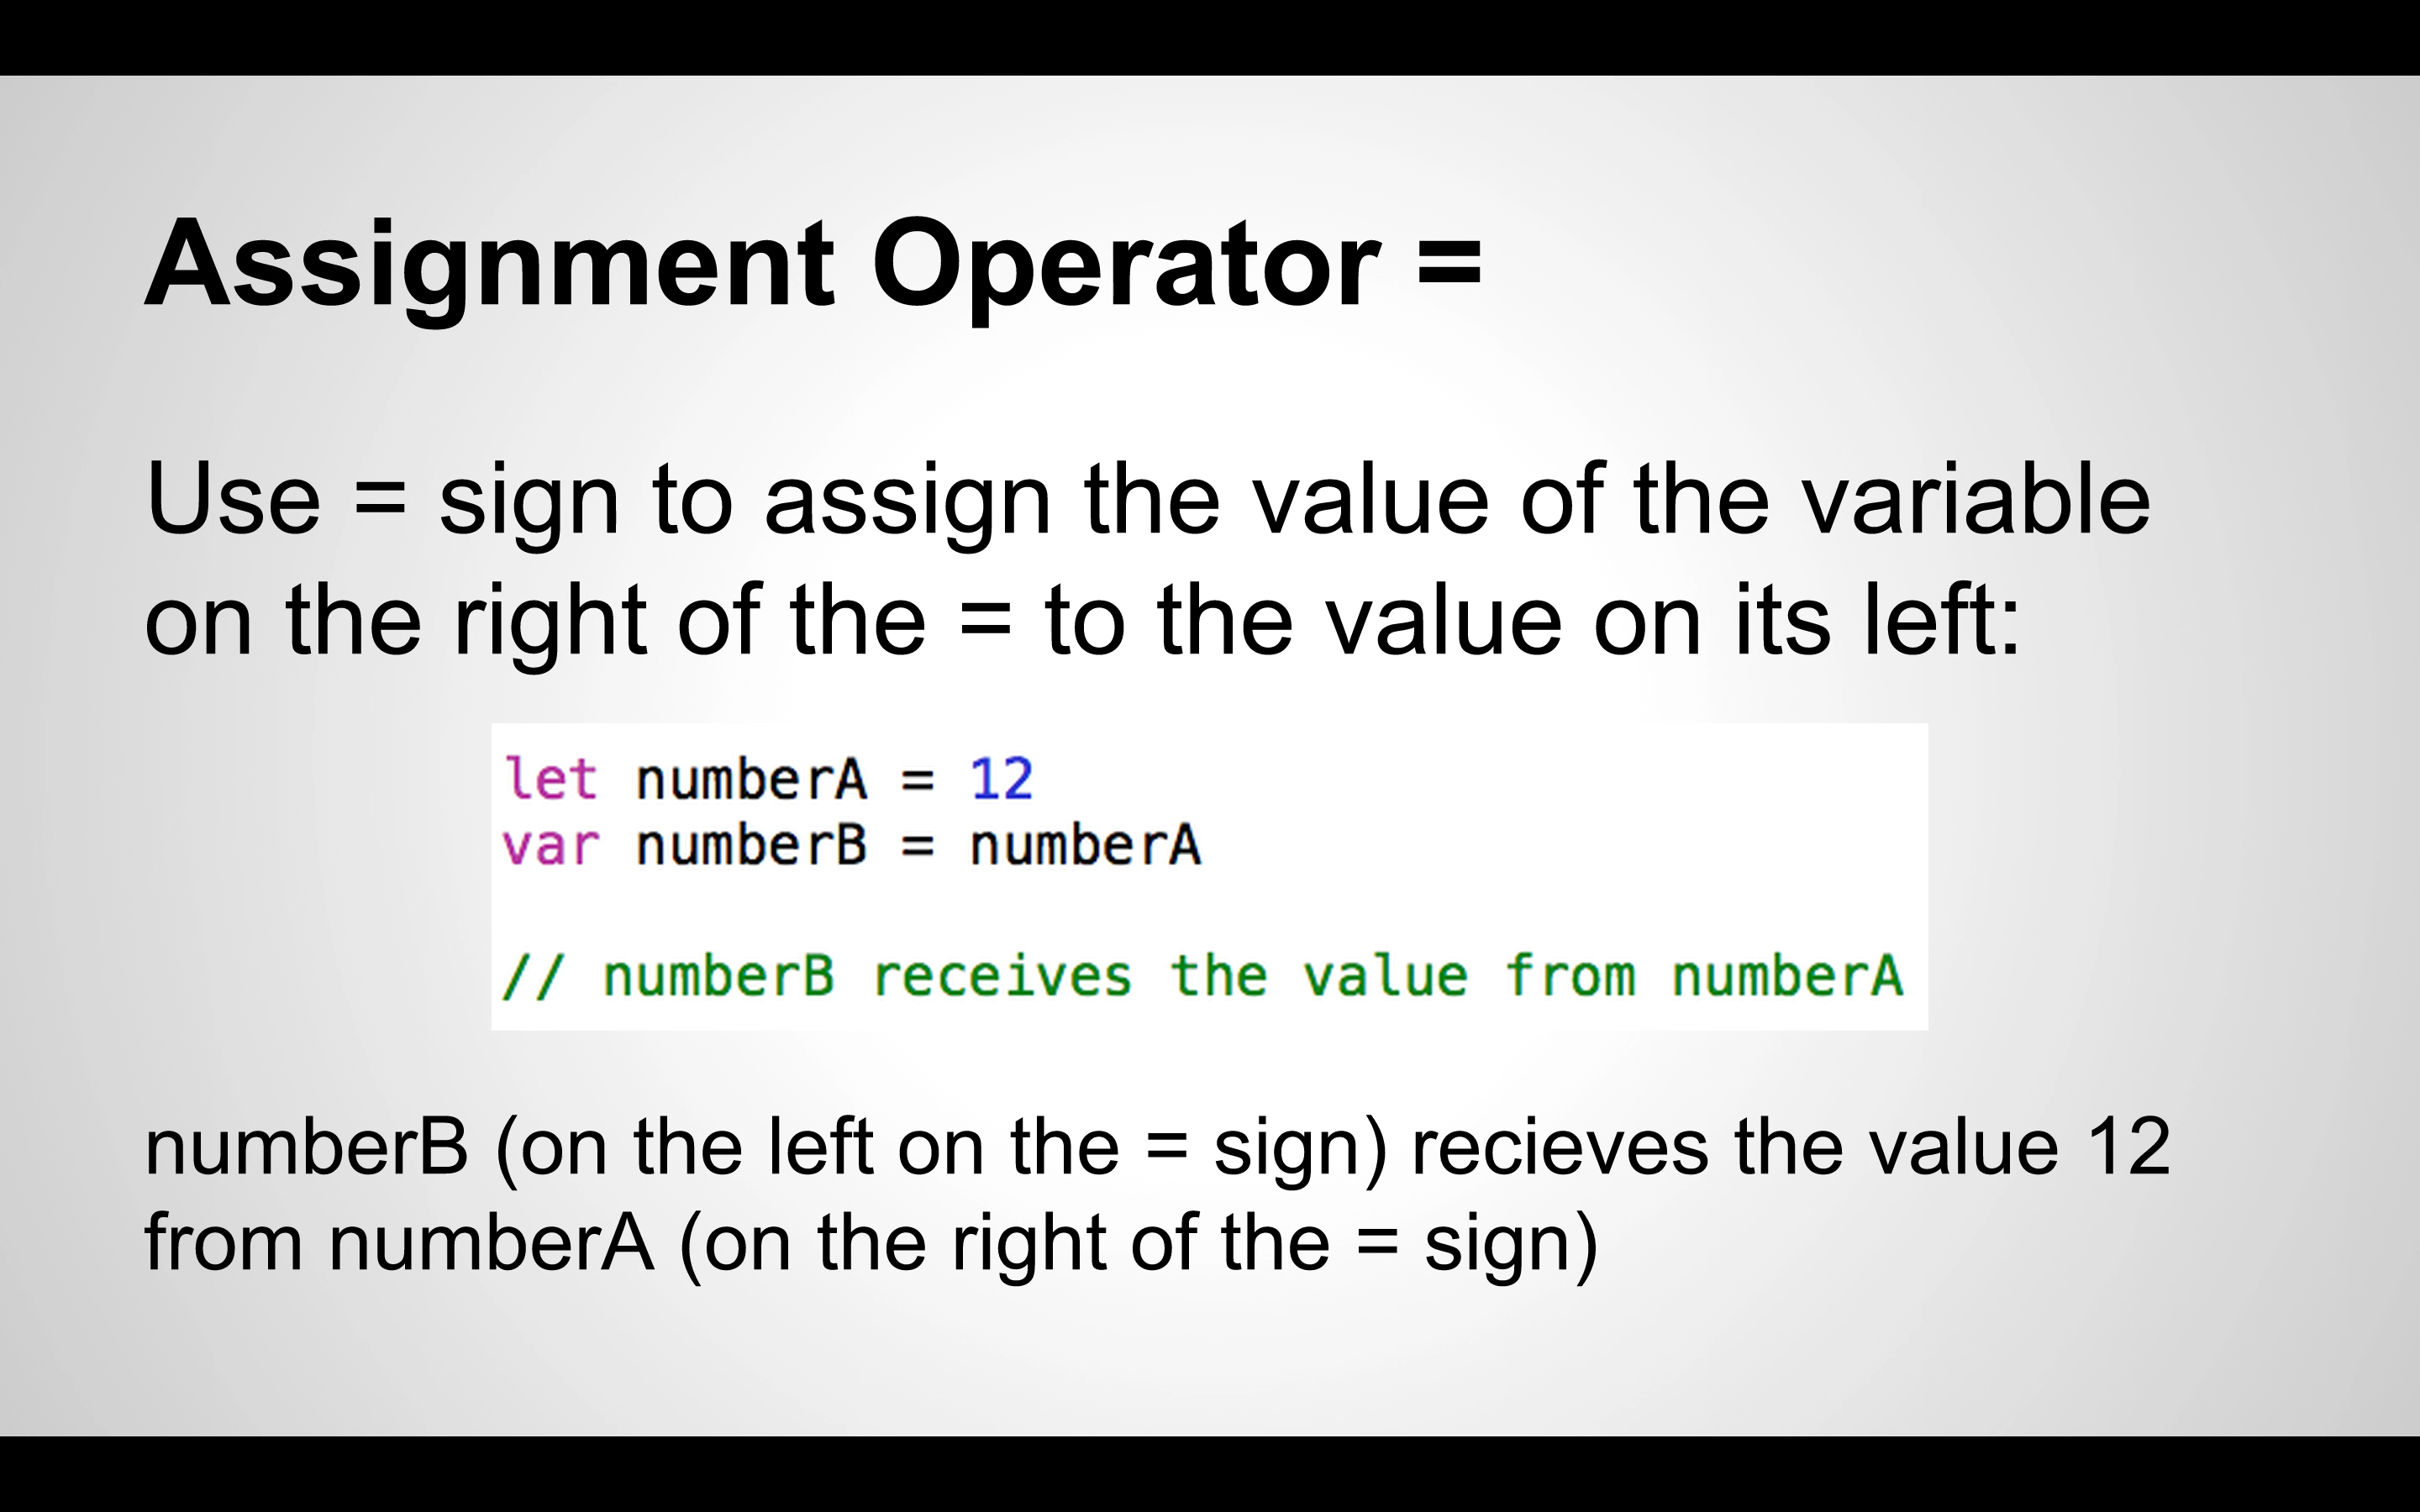 Assignment Operator =
Use = sign to assign the value of the variable
on the right of the = to the value on its left:
let numberA = 12
var numberB = numberA
// numberB receives the value from numberA
numberB (on the left on the = sign) recieves the value 12
from numberA (on the right of the = sign)